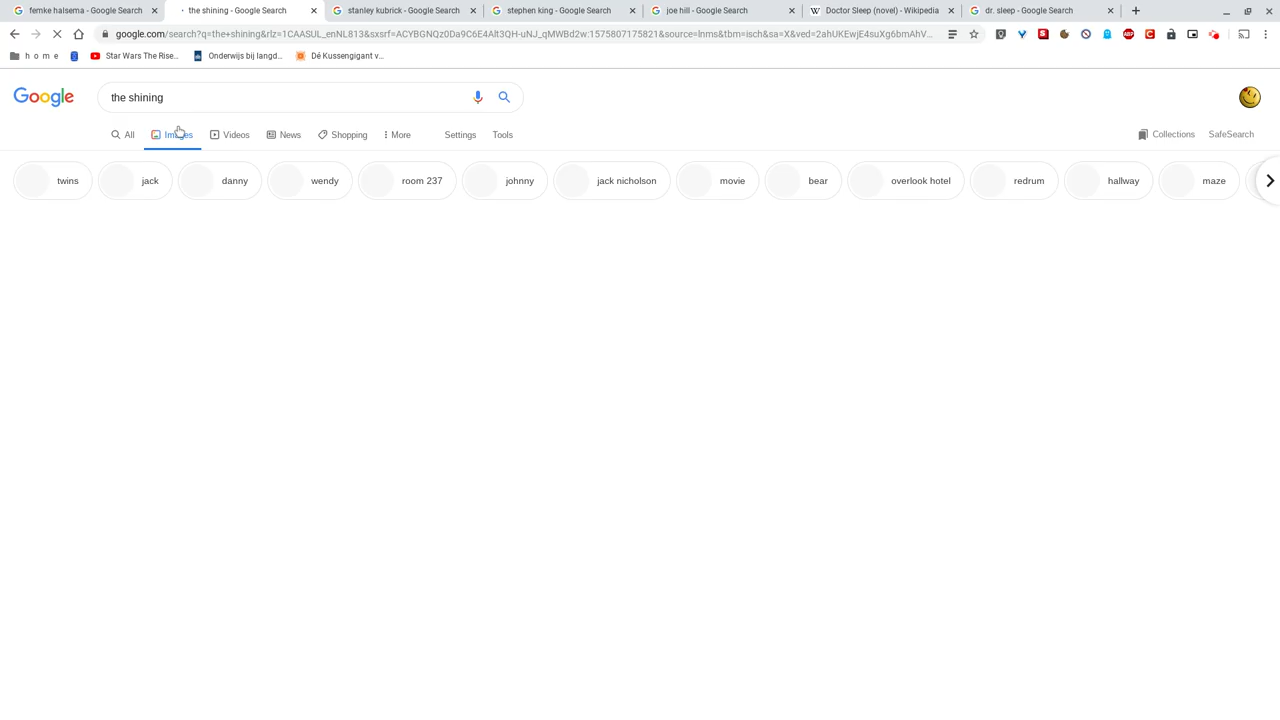 femke halsema - Google Search
the shining - Google Search
stanley kubrick - Google Search
stephen king - Google Search
joe hill - Google Search
Doctor Sleep (novel) - Wikipedia
dr. sleep - Google Search
google.com/search?q=the+shining&rlz=1CAASUL_enNL813&sxsrf=ACYBGNQz0Da9C6E4Alt3QH-uNJ_qMWBd2w:1575807175821&source=lnms&tbm=isch&sa=X&ved=2ahUKEwjE4suXg6bmAhV...
h o m e
Star Wars The Rise...
Onderwijs bij langd...
Dé Kussengigant v...
Google
the shining
All
Images
Videos
News
Shopping
More
Settings
Tools
Collections
SafeSearch
twins
jack
danny
wendy
room 237
johnny
jack nicholson
movie
bear
overlook hotel
redrum
hallway
maze